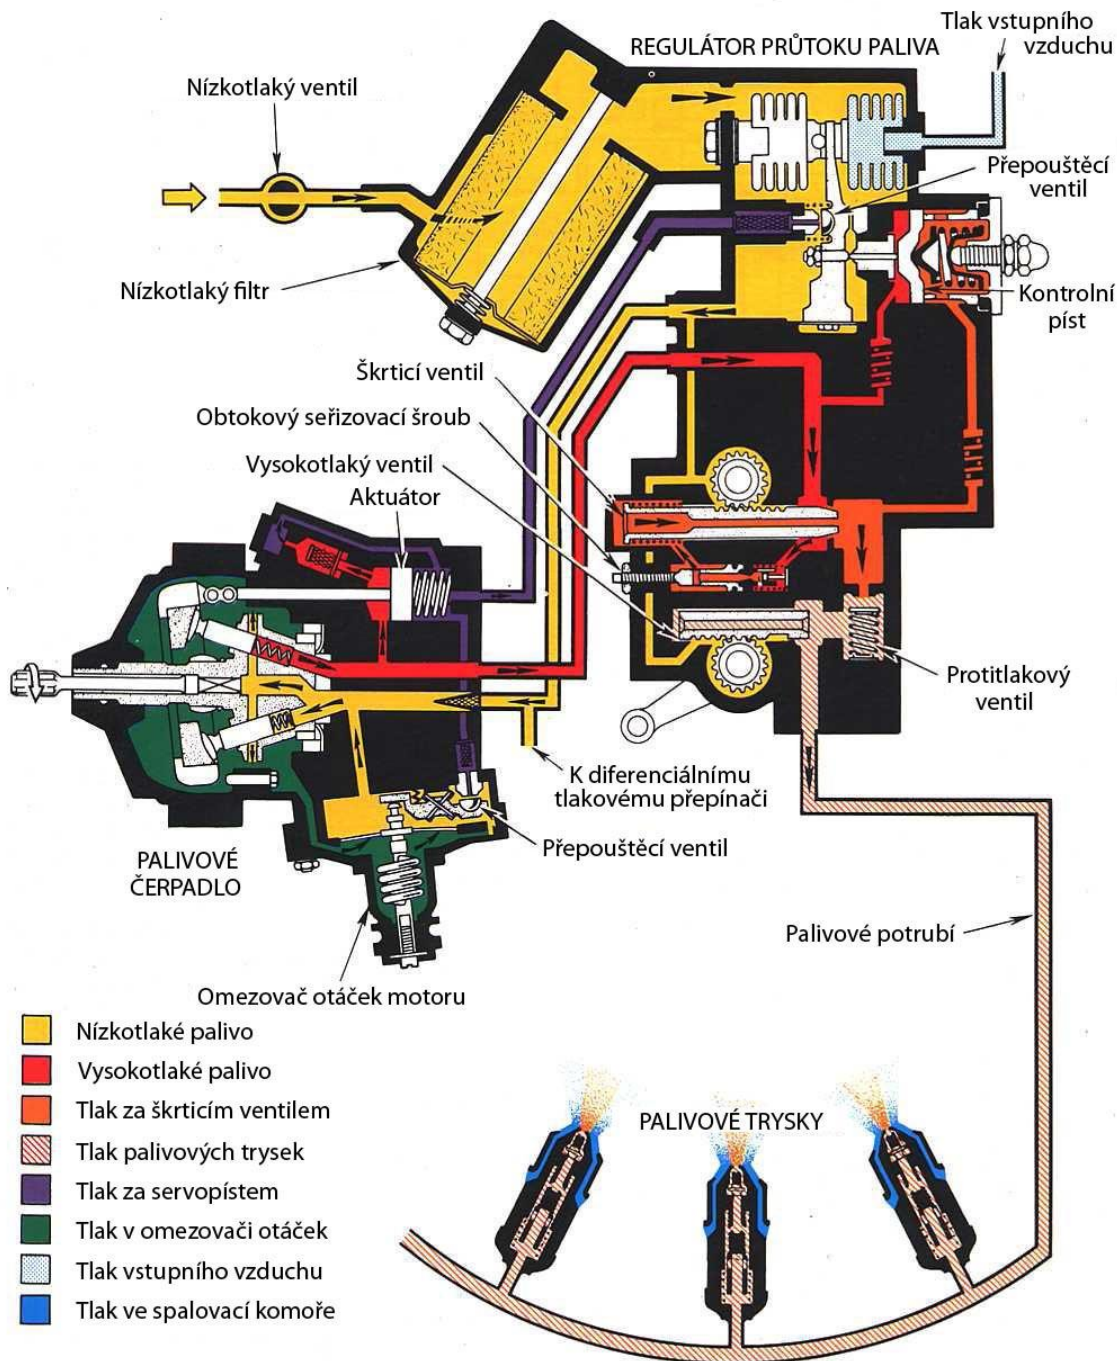 Tlak vstupního
vzduchu
REGULÁTOR PRŮTOKU PALIVA
Nízkotlaký ventil
Přepouštěcí
ventil
Nízkotlaký filtr
Kontrolní
píst
Škrticí ventil
Obtokový seřizovací šroub
Vysokotlaký ventil
Aktuátor
Protitlakový
ventil
K diferenciálnímu
tlakovému přepínači
Přepouštěcí ventil
PALIVOVÉ
ČERPADLO
Palivové potrubí
Omezovač otáček motoru
Nízkotlaké palivo
Vysokotlaké palivo
Tlak za škrticím ventilem
Tlak palivových trysek
Tlak za servopístem
Tlak v omezovači otáček
Tlak vstupního vzduchu
Tlak ve spalovací komoře
PALIVOVÉ TRYSKY